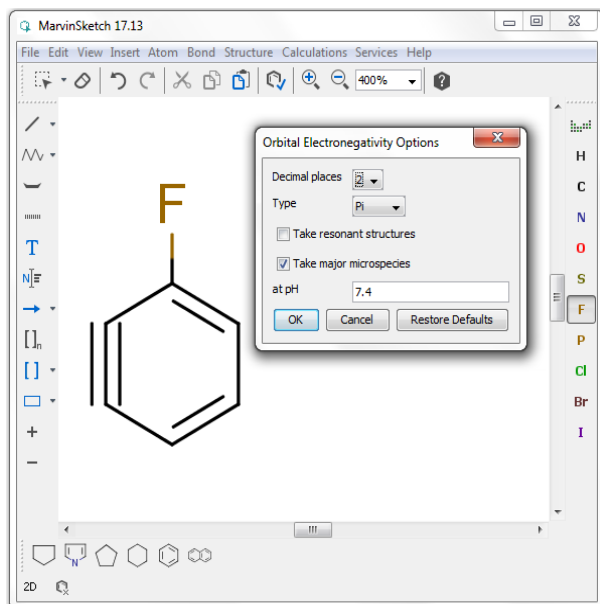 MarvinSketch 17.13
File Edit View Insert Atom Bond Structure Calculations Services Help
400%
Orbital Electronegativity Options
Decimal places 2
Type Pi
Take resonant structures
Take major microspecies
at pH 7.4
OK Cancel Restore Defaults
F
T
N
[ ]n
[ ]
H
C
N
O
S
F
P
Cl
Br
I
N
2D